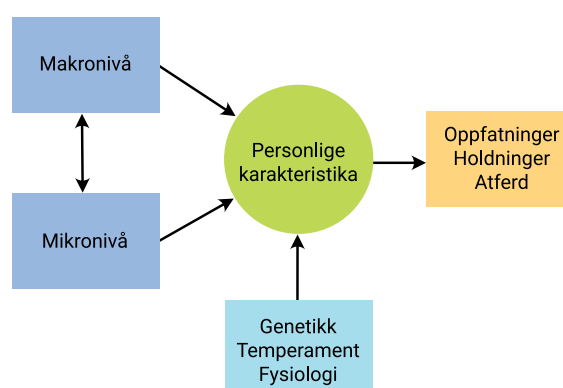 Makronivå
Mikronivå
Personlige
karakteristika
Oppfatninger
Holdninger
Atferd
Genetikk
Temperament
Fysiologi